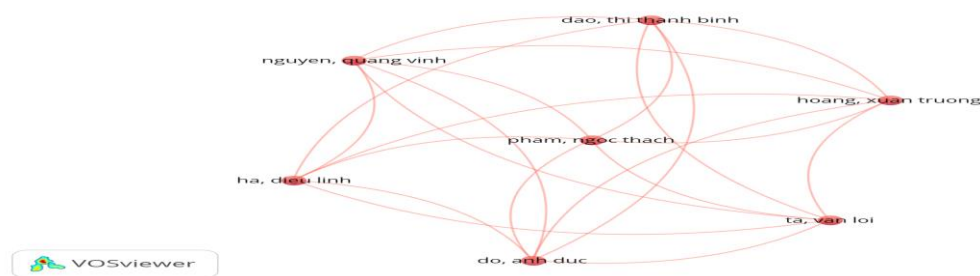 dao, thi thanh binh
nguyen, quang vinh
hoang, xuan truong
pham, ngoc thach
ha, dieu linh
ta, van loi
do, anh duc
VOSviewer